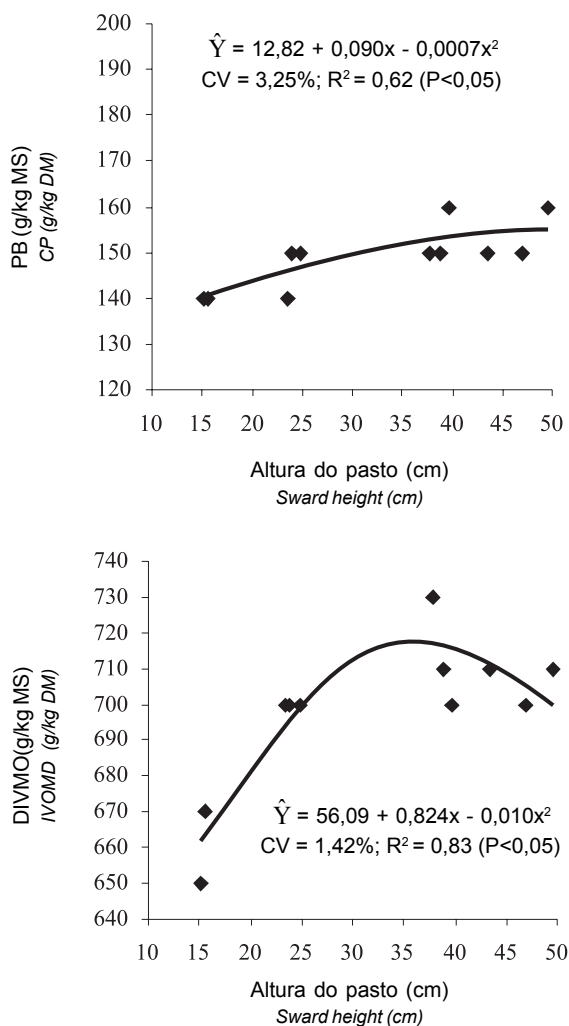 Ŷ = 12,82 + 0,090x - 0,0007x²
CV = 3,25%; R² = 0,62 (P<0,05)
PB (g/kg MS)
CP (g/kg DM)
200
190
180
170
160
150
140
130
120
10 15 20 25 30 35 40 45 50
Altura do pasto (cm)
Sward height (cm)
DIVMO(g/kg MS)
IVOMD (g/kg DM)
730
720
710
700
690
680
670
660
650
640
Ŷ = 56,09 + 0,824x - 0,010x²
CV = 1,42%; R² = 0,83 (P<0,05)
10 15 20 25 30 35 40 45 50
Altura do pasto (cm)
Sward height (cm)